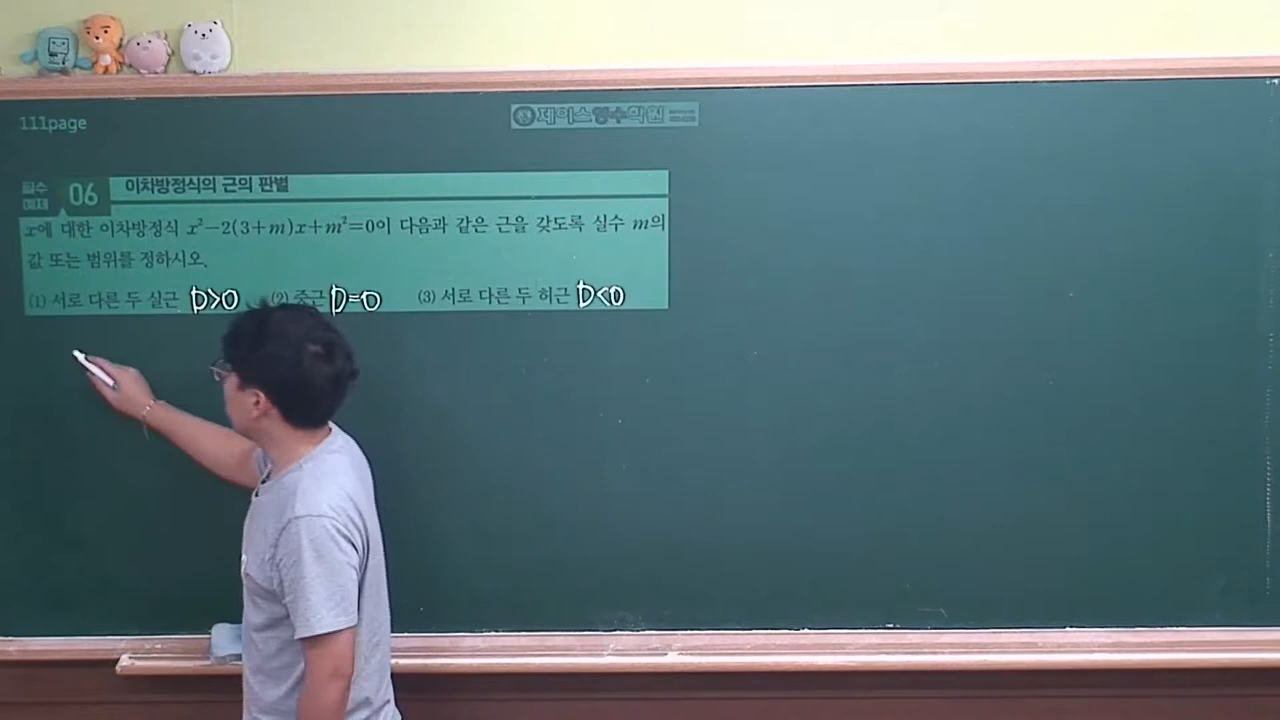 111page
제이스영수학원
필수 예제 06 이차방정식의 근의 판별
x에 대한 이차방정식 x²-2(3+m)x+m²=0이 다음과 같은 근을 갖도록 실수 m의
값 또는 범위를 정하시오.
(1) 서로 다른 두 실근 D>0 (2) 중근 D=0 (3) 서로 다른 두 허근 D<0